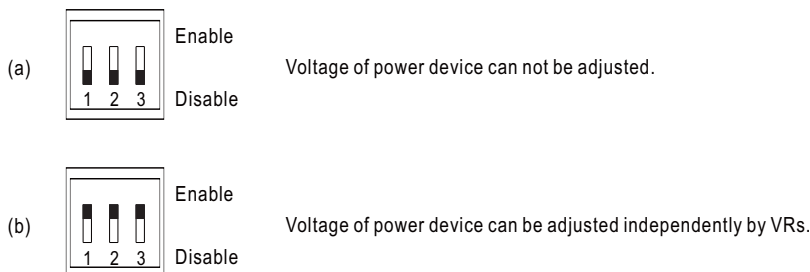 Enable
(a) Voltage of power device can not be adjusted.
1 2 3 Disable
Enable
(b) Voltage of power device can be adjusted independently by VRs.
1 2 3 Disable